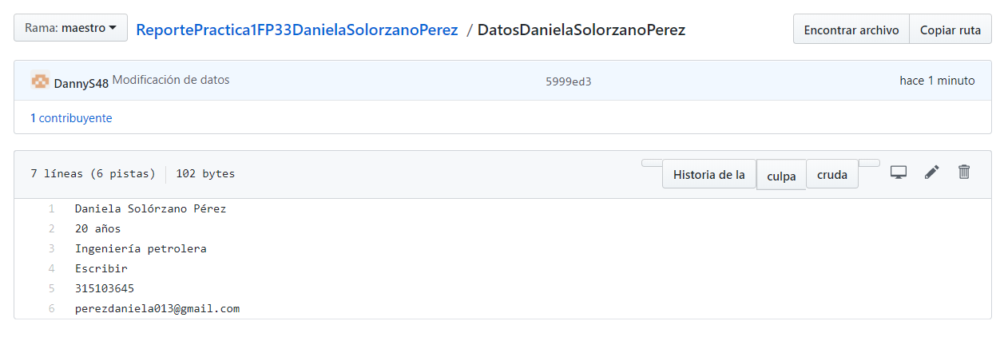 Rama: maestro
ReportePractica1FP33DanielaSolorzanoPerez / DatosDanielaSolorzanoPerez
Encontrar archivo
Copiar ruta
DannyS48 Modificación de datos
5999ed3
hace 1 minuto
1 contribuyente
7 líneas (6 pistas)
102 bytes
Historia de la
culpa
cruda
1 Daniela Solórzano Pérez
2 20 años
3 Ingeniería petrolera
4 Escribir
5 315103645
6 perezdaniela013@gmail.com